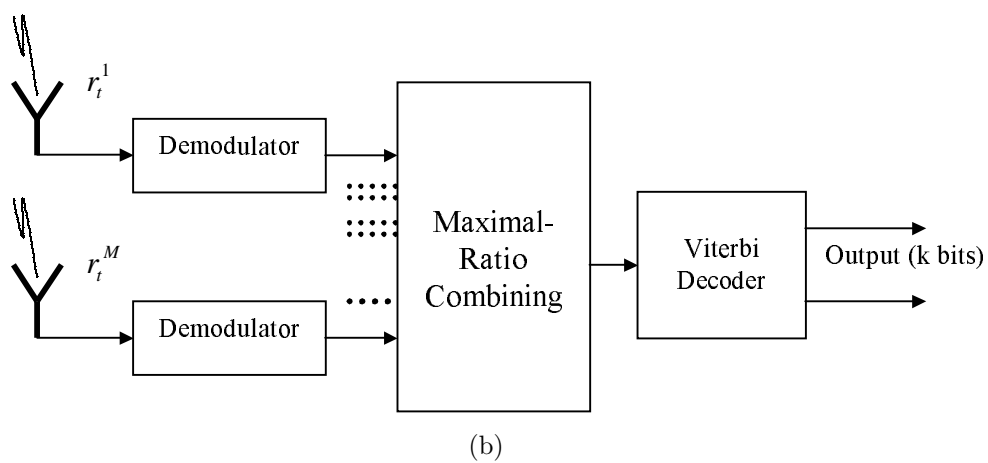 r_t^1
Demodulator
r_t^M
Demodulator
Maximal-
Ratio
Combining
Viterbi
Decoder
Output (k bits)
(b)